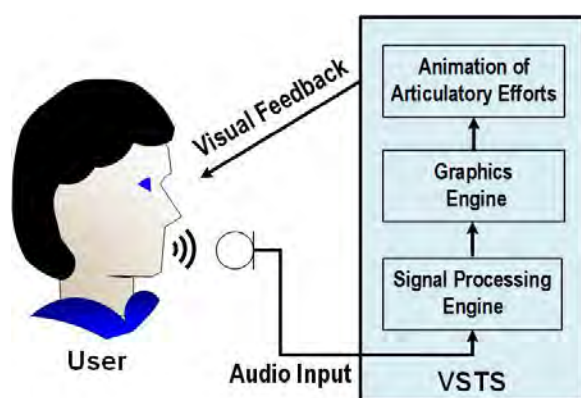 Animation of
Articulatory Efforts
Visual Feedback
Graphics
Engine
Signal Processing
Engine
User
Audio Input
VSTS